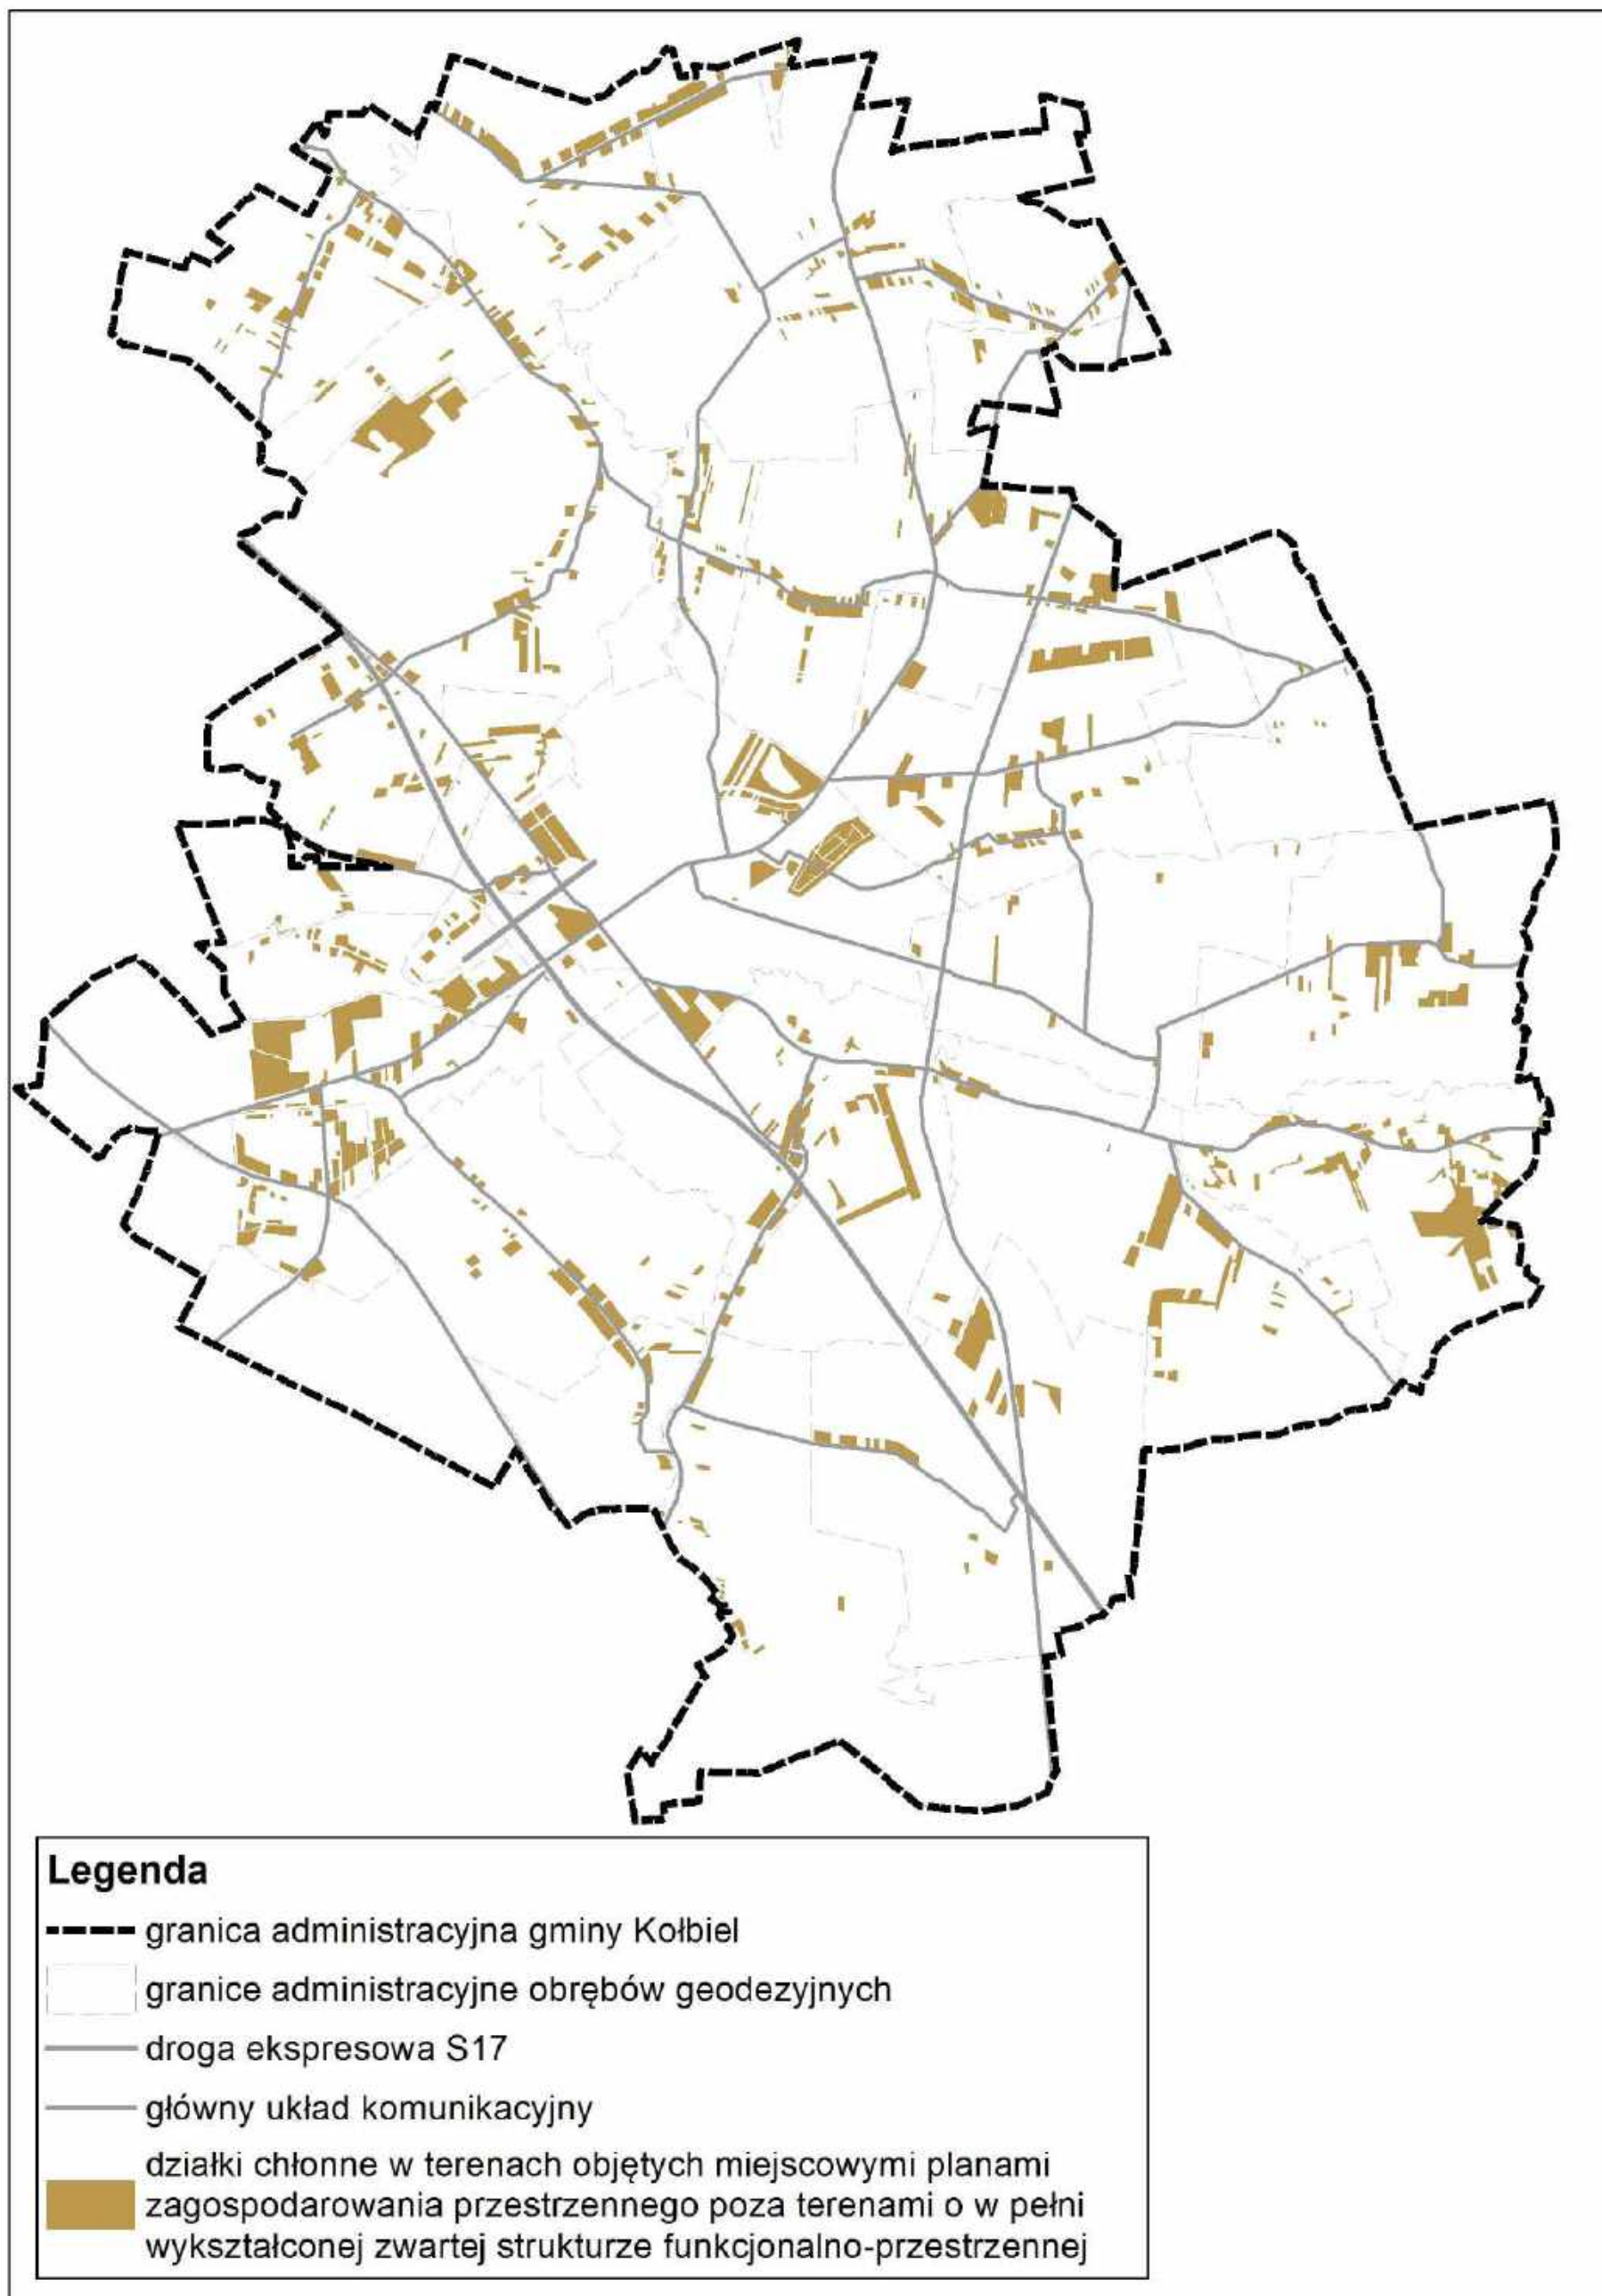 Legenda
granica administracyjna gminy Kołbiel
granice administracyjne obrębów geodezyjnych
droga ekspresowa S17
główny układ komunikacyjny
działki chłonne w terenach objętych miejscowymi planami
zagospodarowania przestrzennego poza terenami o w pełni
wykształconej zwartej strukturze funkcjonalno-przestrzennej